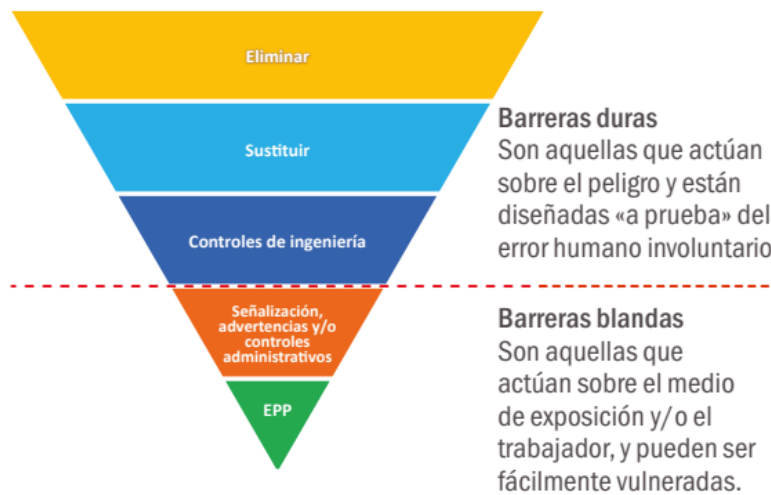 Eliminar
Sustituir
Controles de ingeniería
Señalización,
advertencias y/o
controles
administrativos
EPP
Barreras duras
Son aquellas que actúan
sobre el peligro y están
diseñadas «a prueba» del
error humano involuntario
Barreras blandas
Son aquellas que
actúan sobre el medio
de exposición y/o el
trabajador, y pueden ser
fácilmente vulneradas.